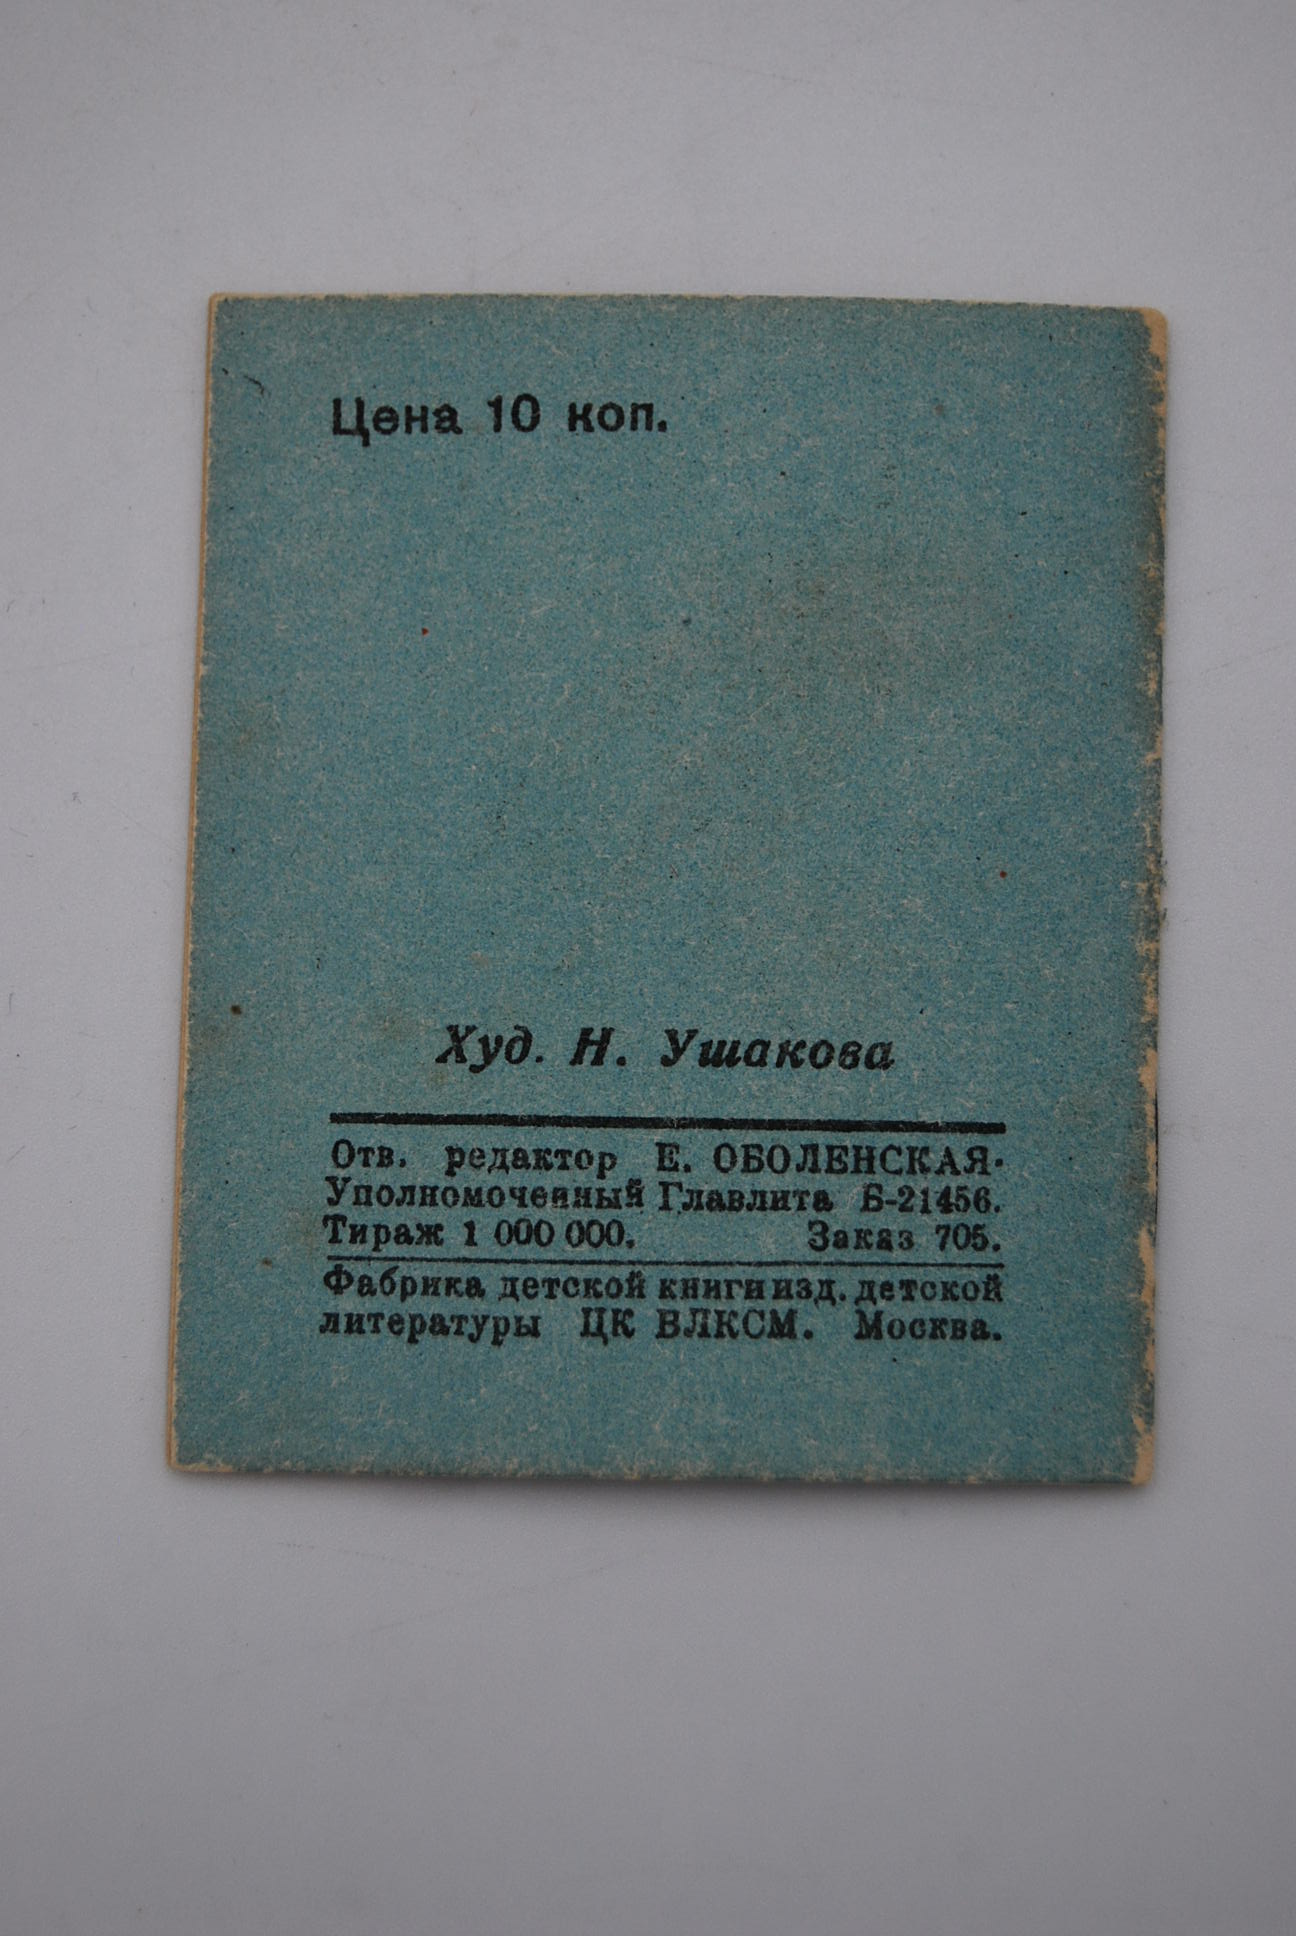 Цена 10 коп.
Худ. Н. Ушакова
Отв. редактор Е. ОБОЛЕНСКАЯ.
Уполномоченный Главлита Б-21456.
Тираж 1 000 000. Заказ 705.
Фабрика детской книги изд. детской
литературы ЦК ВЛКСМ. Москва.